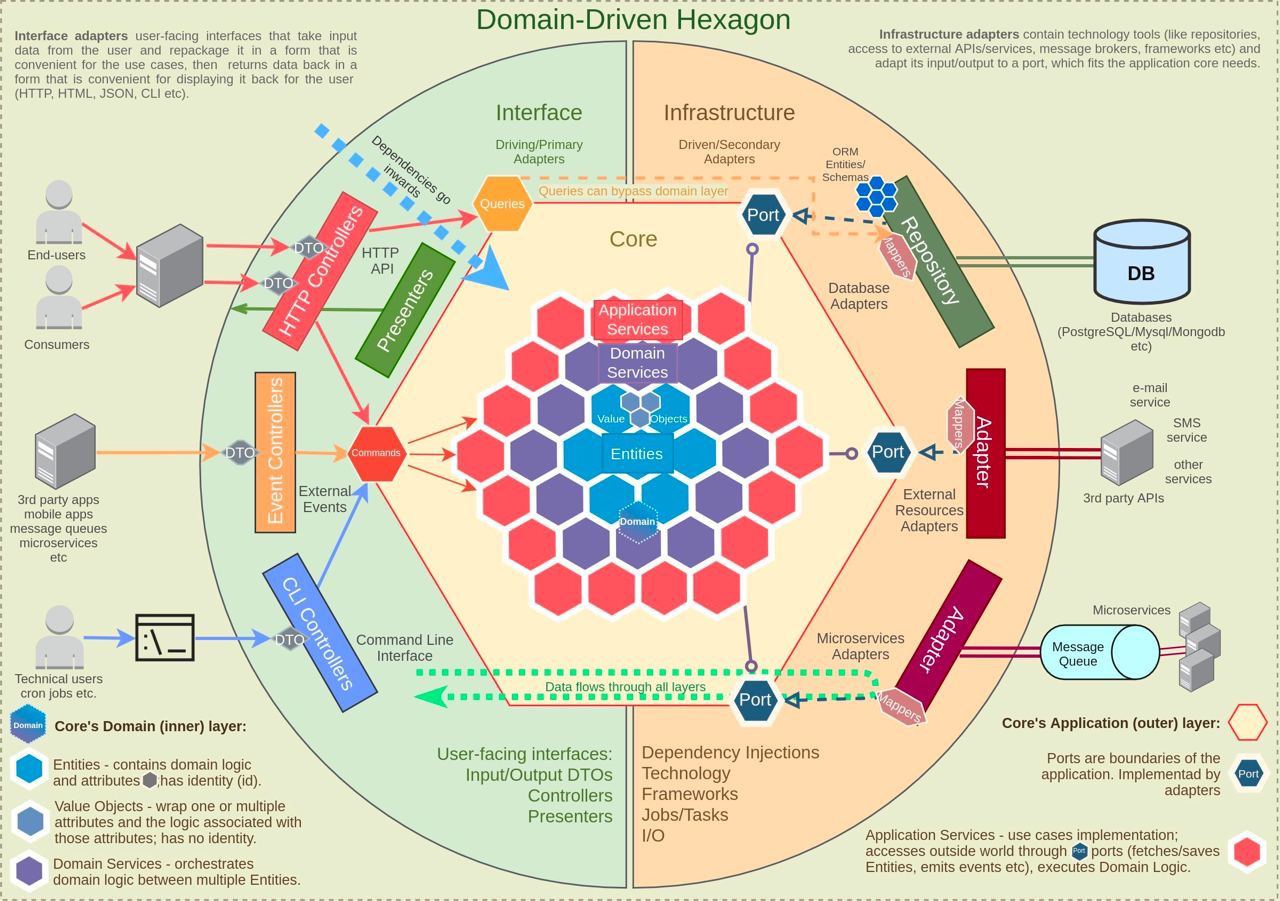 Domain-Driven Hexagon
Interface adapters user-facing interfaces that take input
data from the user and repackage it in a form that is
convenient for the use cases, then returns data back in a
form that is convenient for displaying it back for the user
(HTTP, HTML, JSON, CLI etc).
Infrastructure adapters contain technology tools (like repositories,
access to external APIs/services, message brokers, frameworks etc) and
adapt its input/output to a port, which fits the application core needs.
Interface
Driving/Primary
Adapters
Infrastructure
Driven/Secondary
Adapters
Dependencies go
inwards
ORM
Entities/
Schemas
Queries
Queries can bypass domain layer
Port
Core
End-users
Consumers
DTO
DTO
HTTP Controllers
HTTP
API
Presenters
Mappers
Repository
Database
Adapters
DB
Databases
(PostgreSQL/Mysql/Mongodb
etc)
Application
Services
Domain
Services
Value
Objects
Entities
Domain
3rd party apps
mobile apps
message queues
microservices
etc
DTO
Event Controllers
External
Events
Commands
Port
Mappers
Adapter
External
Resources
Adapters
e-mail
service
SMS
service
other
services
3rd party APIs
Technical users
cron jobs etc.
:\_
DTO
CLI Controllers
Command Line
Interface
Data flows through all layers
Port
Microservices
Adapters
Mappers
Adapter
Message
Queue
Microservices
User-facing interfaces:
Input/Output DTOs
Controllers
Presenters
Dependency Injections
Technology
Frameworks
Jobs/Tasks
I/O
Domain
Core's Domain (inner) layer:
Entities - contains domain logic
and attributes;has identity (id).
Value Objects - wrap one or multiple
attributes and the logic associated with
those attributes; has no identity.
Domain Services - orchestrates
domain logic between multiple Entities.
Core's Application (outer) layer:
Ports are boundaries of the
application. Implementad by
adapters
Port
Application Services - use cases implementation;
accesses outside world through Port ports (fetches/saves
Entities, emits events etc), executes Domain Logic.